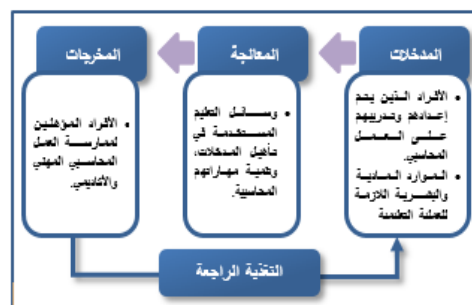 المدخلات
المعالجة
المخرجات
• الأفراد الذين يتم
إعدادهم وتدريبهم
على العمل
المحاسبي.
• الموارد المادية
والبشرية اللازمة
للعملية التعليمية
• وسائل التعليم
المستخدمة في
تأهيل المدخلات،
وتنمية مهاراتهم
المحاسبية.
• الأفراد المؤهلين
لممارسة العمل
المحاسبي المهني
والأكاديمي.
التغذية الراجعة